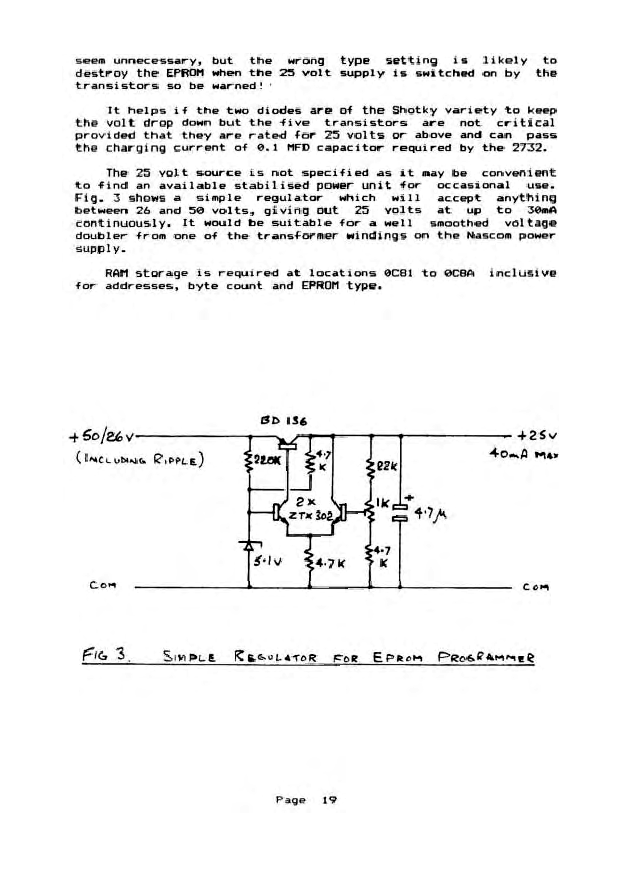 seem unnecessary, but the wrong type setting is likely to
destroy the EPROM when the 25 volt supply is switched on by the
transistors so be warned!
It helps if the two diodes are of the Shotky variety to keep
the volt drop down but the five transistors are not critical
provided that they are rated for 25 volts or above and can pass
the charging current of 0.1 MFD capacitor required by the 2732.
The 25 volt source is not specified as it may be convenient
to find an available stabilised power unit for occasional use.
Fig. 3 shows a simple regulator which will accept anything
between 26 and 50 volts, giving out 25 volts at up to 30mA
continuously. It would be suitable for a well smoothed voltage
doubler from one of the transformer windings on the Nascom power
supply.
RAM storage is required at locations 0C81 to 0C8A inclusive
for addresses, byte count and EPROM type.
BD 136
+50/26V
+25V
(INCLUDING RIPPLE)
40mA MAX
220K
4.7
K
22K
2 x
ZTX 302
1K
+
4.7μ
5.1V
4.7K
4.7
K
COM
COM
FIG 3. SIMPLE REGULATOR FOR EPROM PROGRAMMER
Page 19